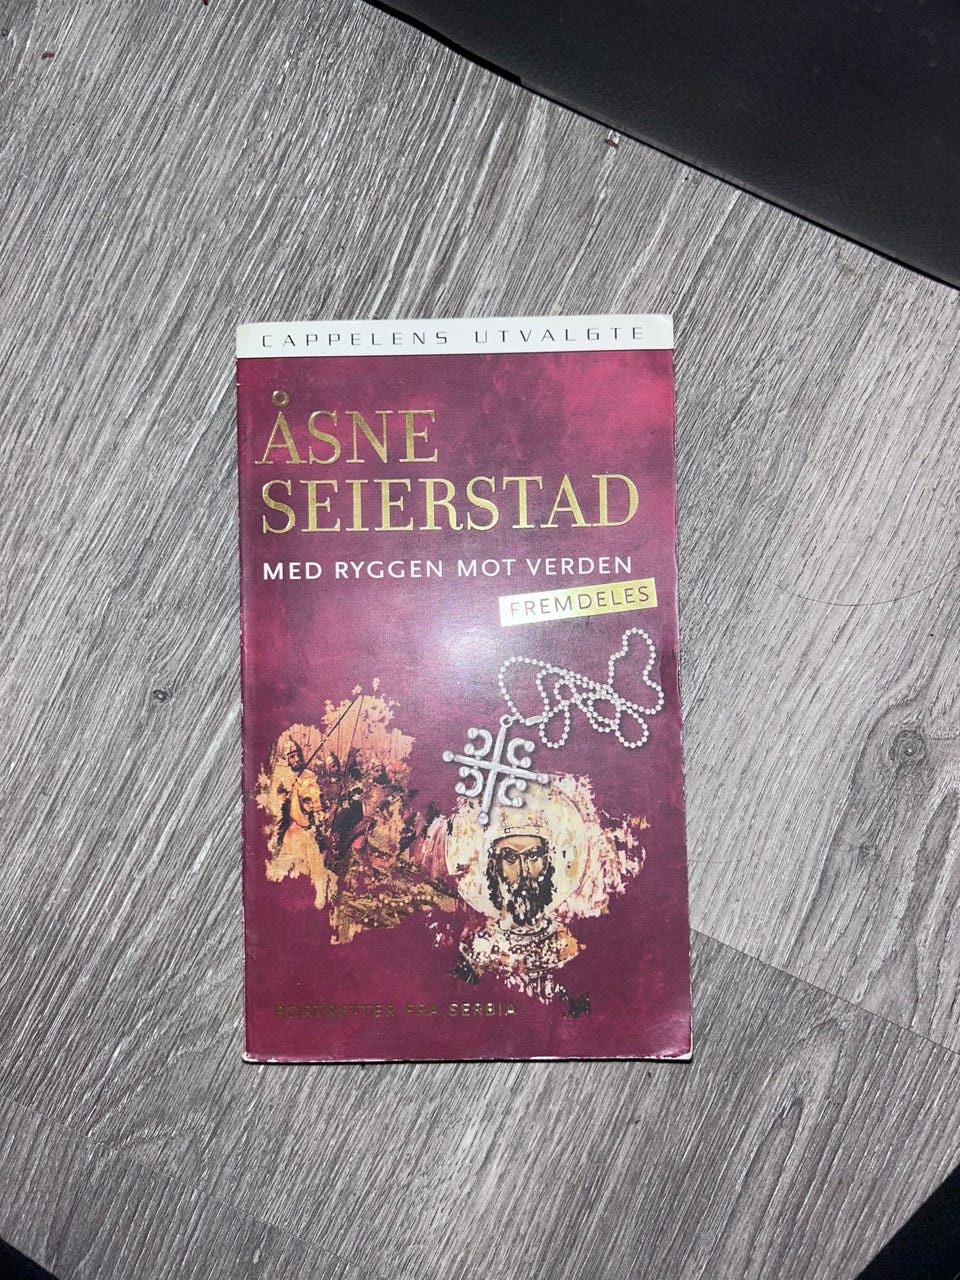 CAPPELENS UTVALGTE
ÅSNE
SEIERSTAD
MED RYGGEN MOT VERDEN
FREMDELES
PORTRETTER FRA SERBIA